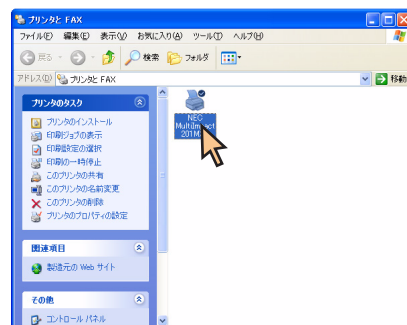 プリンタと FAX
ファイル(F) 編集(E) 表示(V) お気に入り(A) ツール(T) ヘルプ(H)
戻る 検索 フォルダ
アドレス(D) プリンタと FAX 移動
プリンタのタスク
プリンタのインストール
印刷ジョブの表示
印刷設定の選択
印刷の一時停止
このプリンタの共有
このプリンタの名前変更
このプリンタの削除
プリンタのプロパティの設定
関連項目
製造元の Web サイト
その他
コントロール パネル
NEC
MultiImpact